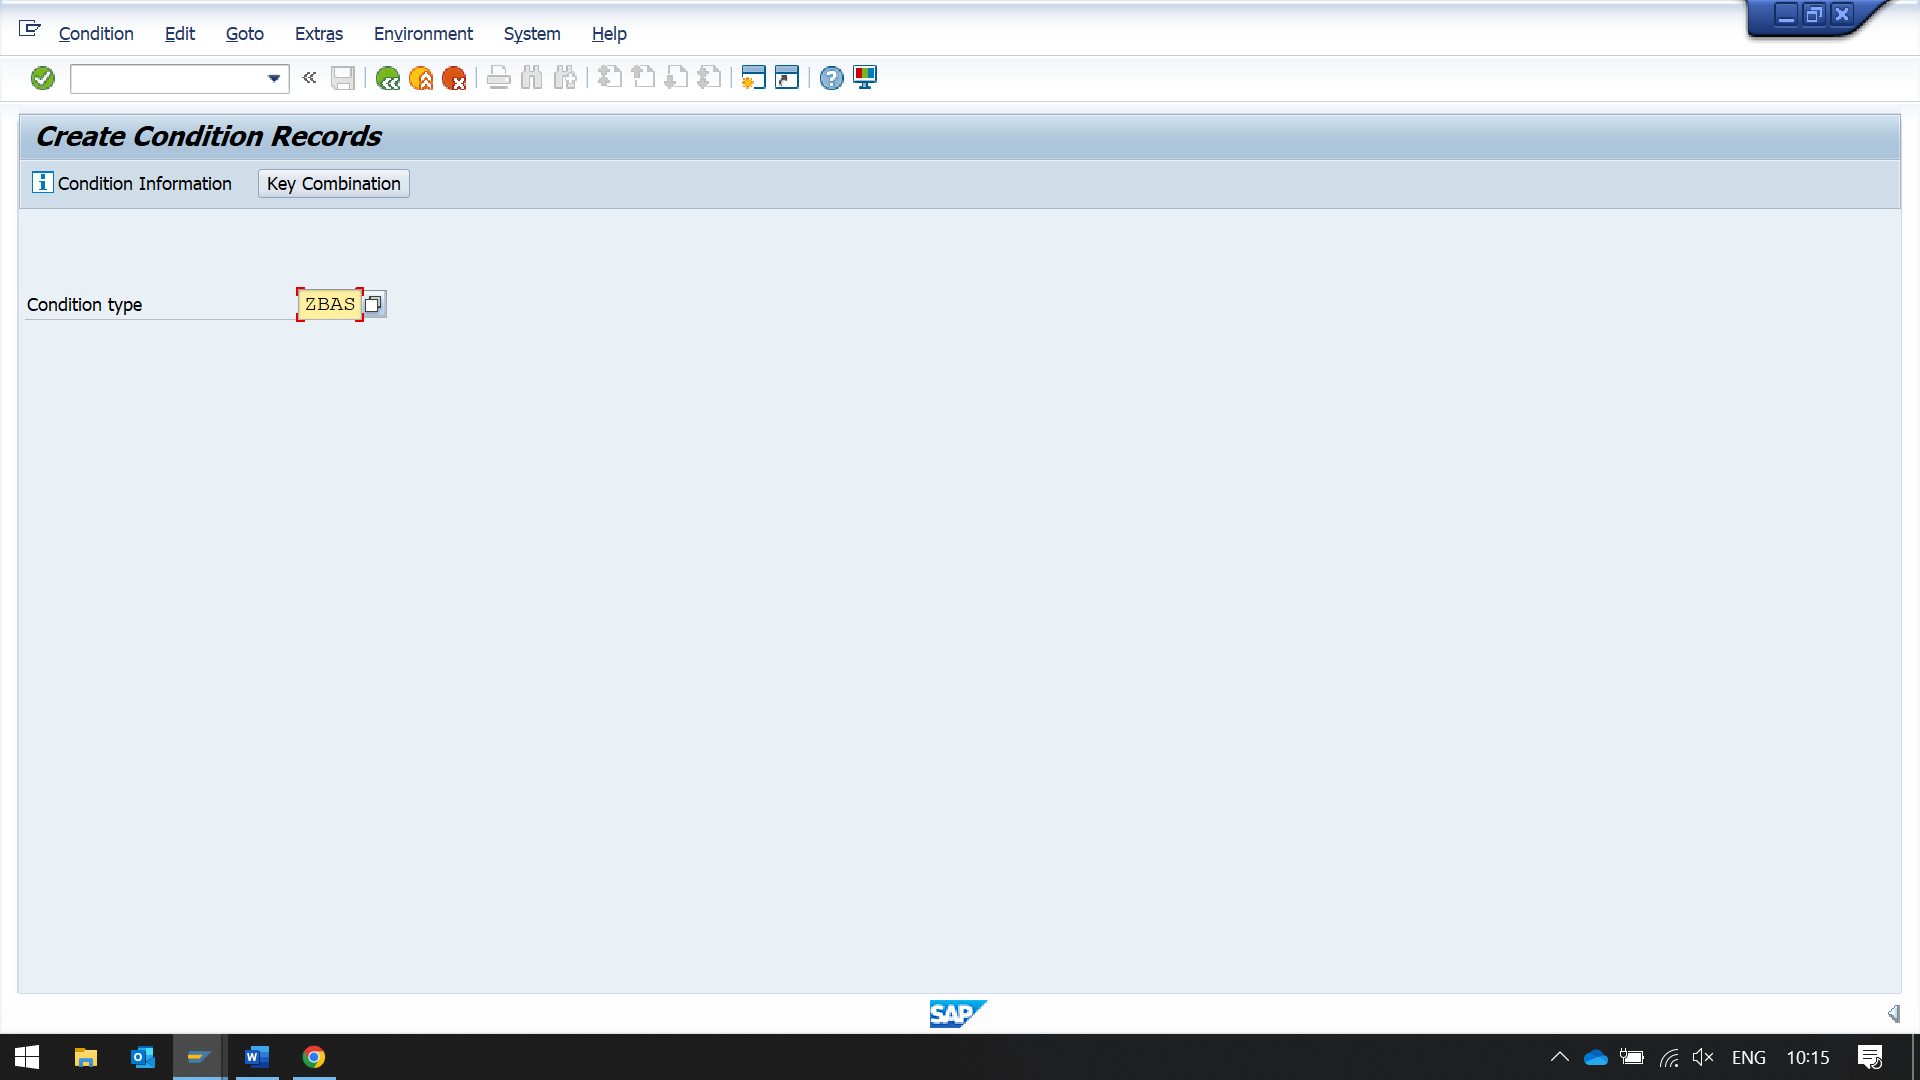 Condition Edit Goto Extras Environment System Help
Create Condition Records
Condition Information Key Combination
Condition type ZBAS
SAP
ENG 10:15